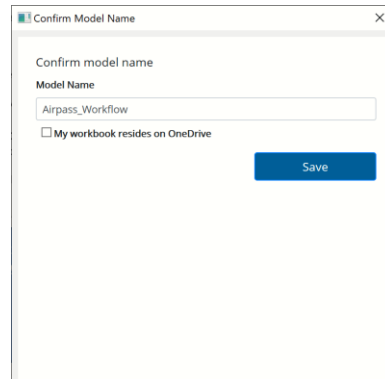 Confirm Model Name
Confirm model name
Model Name
Airpass_Workflow
My workbook resides on OneDrive
Save